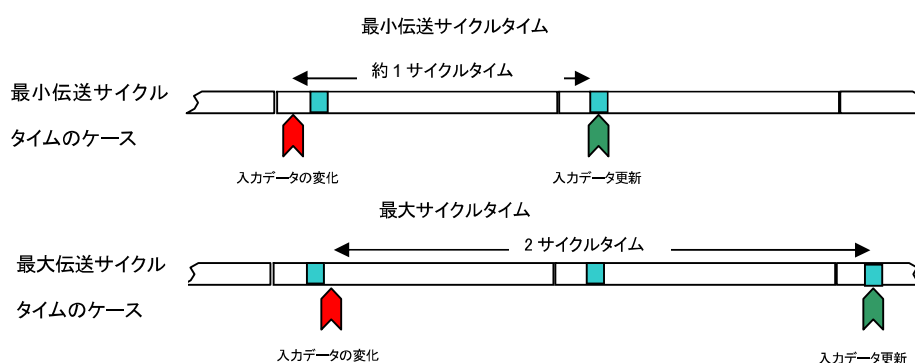 最小伝送サイクルタイム
約1サイクルタイム
最小伝送サイクル
タイムのケース
入力データの変化
入力データ更新
最大サイクルタイム
2サイクルタイム
最大伝送サイクル
タイムのケース
入力データの変化
入力データ更新